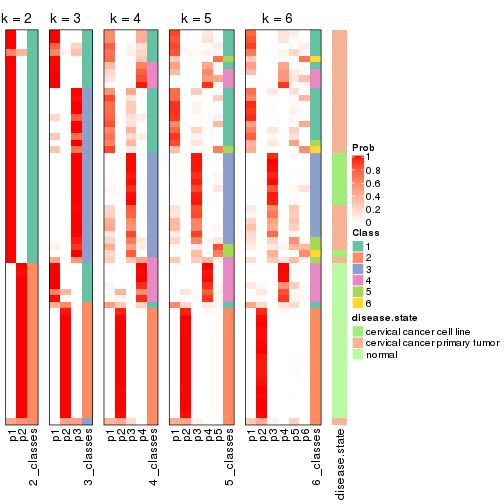 k = 2 k = 3 k = 4 k = 5 k = 6
Prob
1
0.8
0.6
0.4
0.2
0
Class
1
2
3
4
5
6
disease.state
cervical cancer cell line
cervical cancer primary tumor
normal
p1 p2 2_classes p1 p2 p3 3_classes p1 p2 p3 p4 4_classes p1 p2 p3 p4 p5 5_classes p1 p2 p3 p4 p5 p6 6_classes disease.state